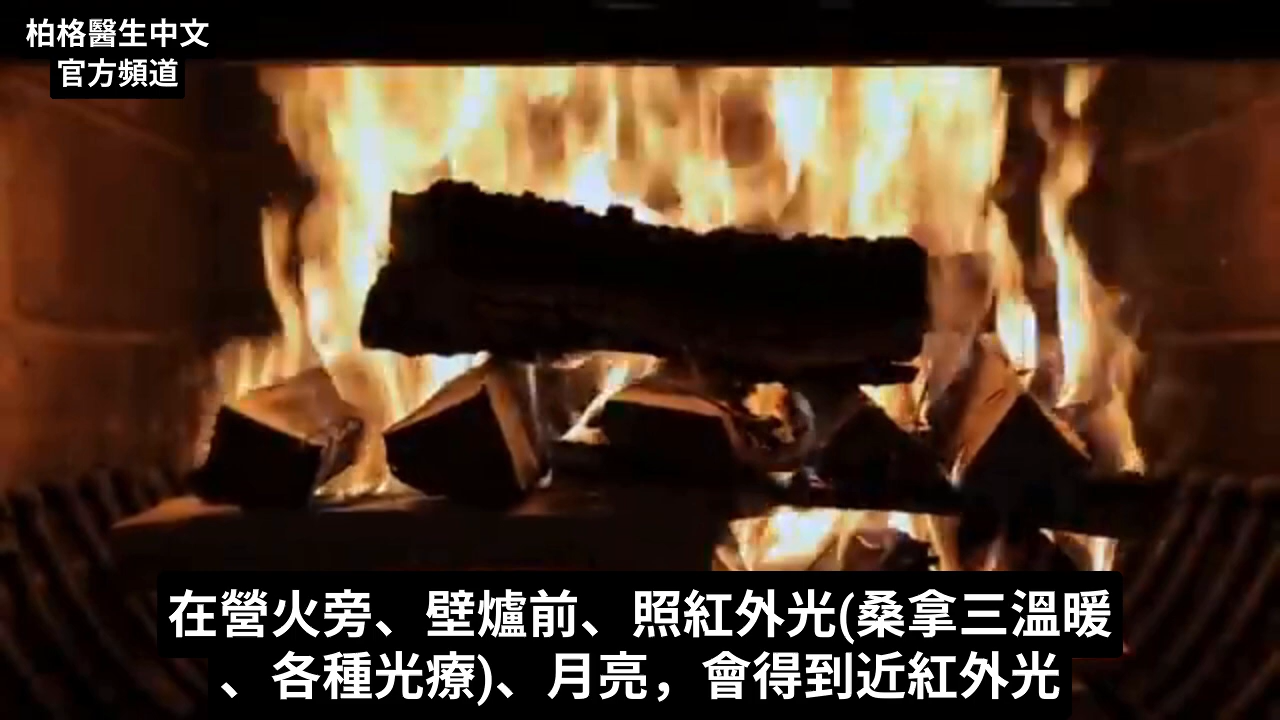 柏格醫生中文
官方頻道
在營火旁、壁爐前、照紅外光(桑拿三溫暖
、各種光療)、月亮，會得到近紅外光